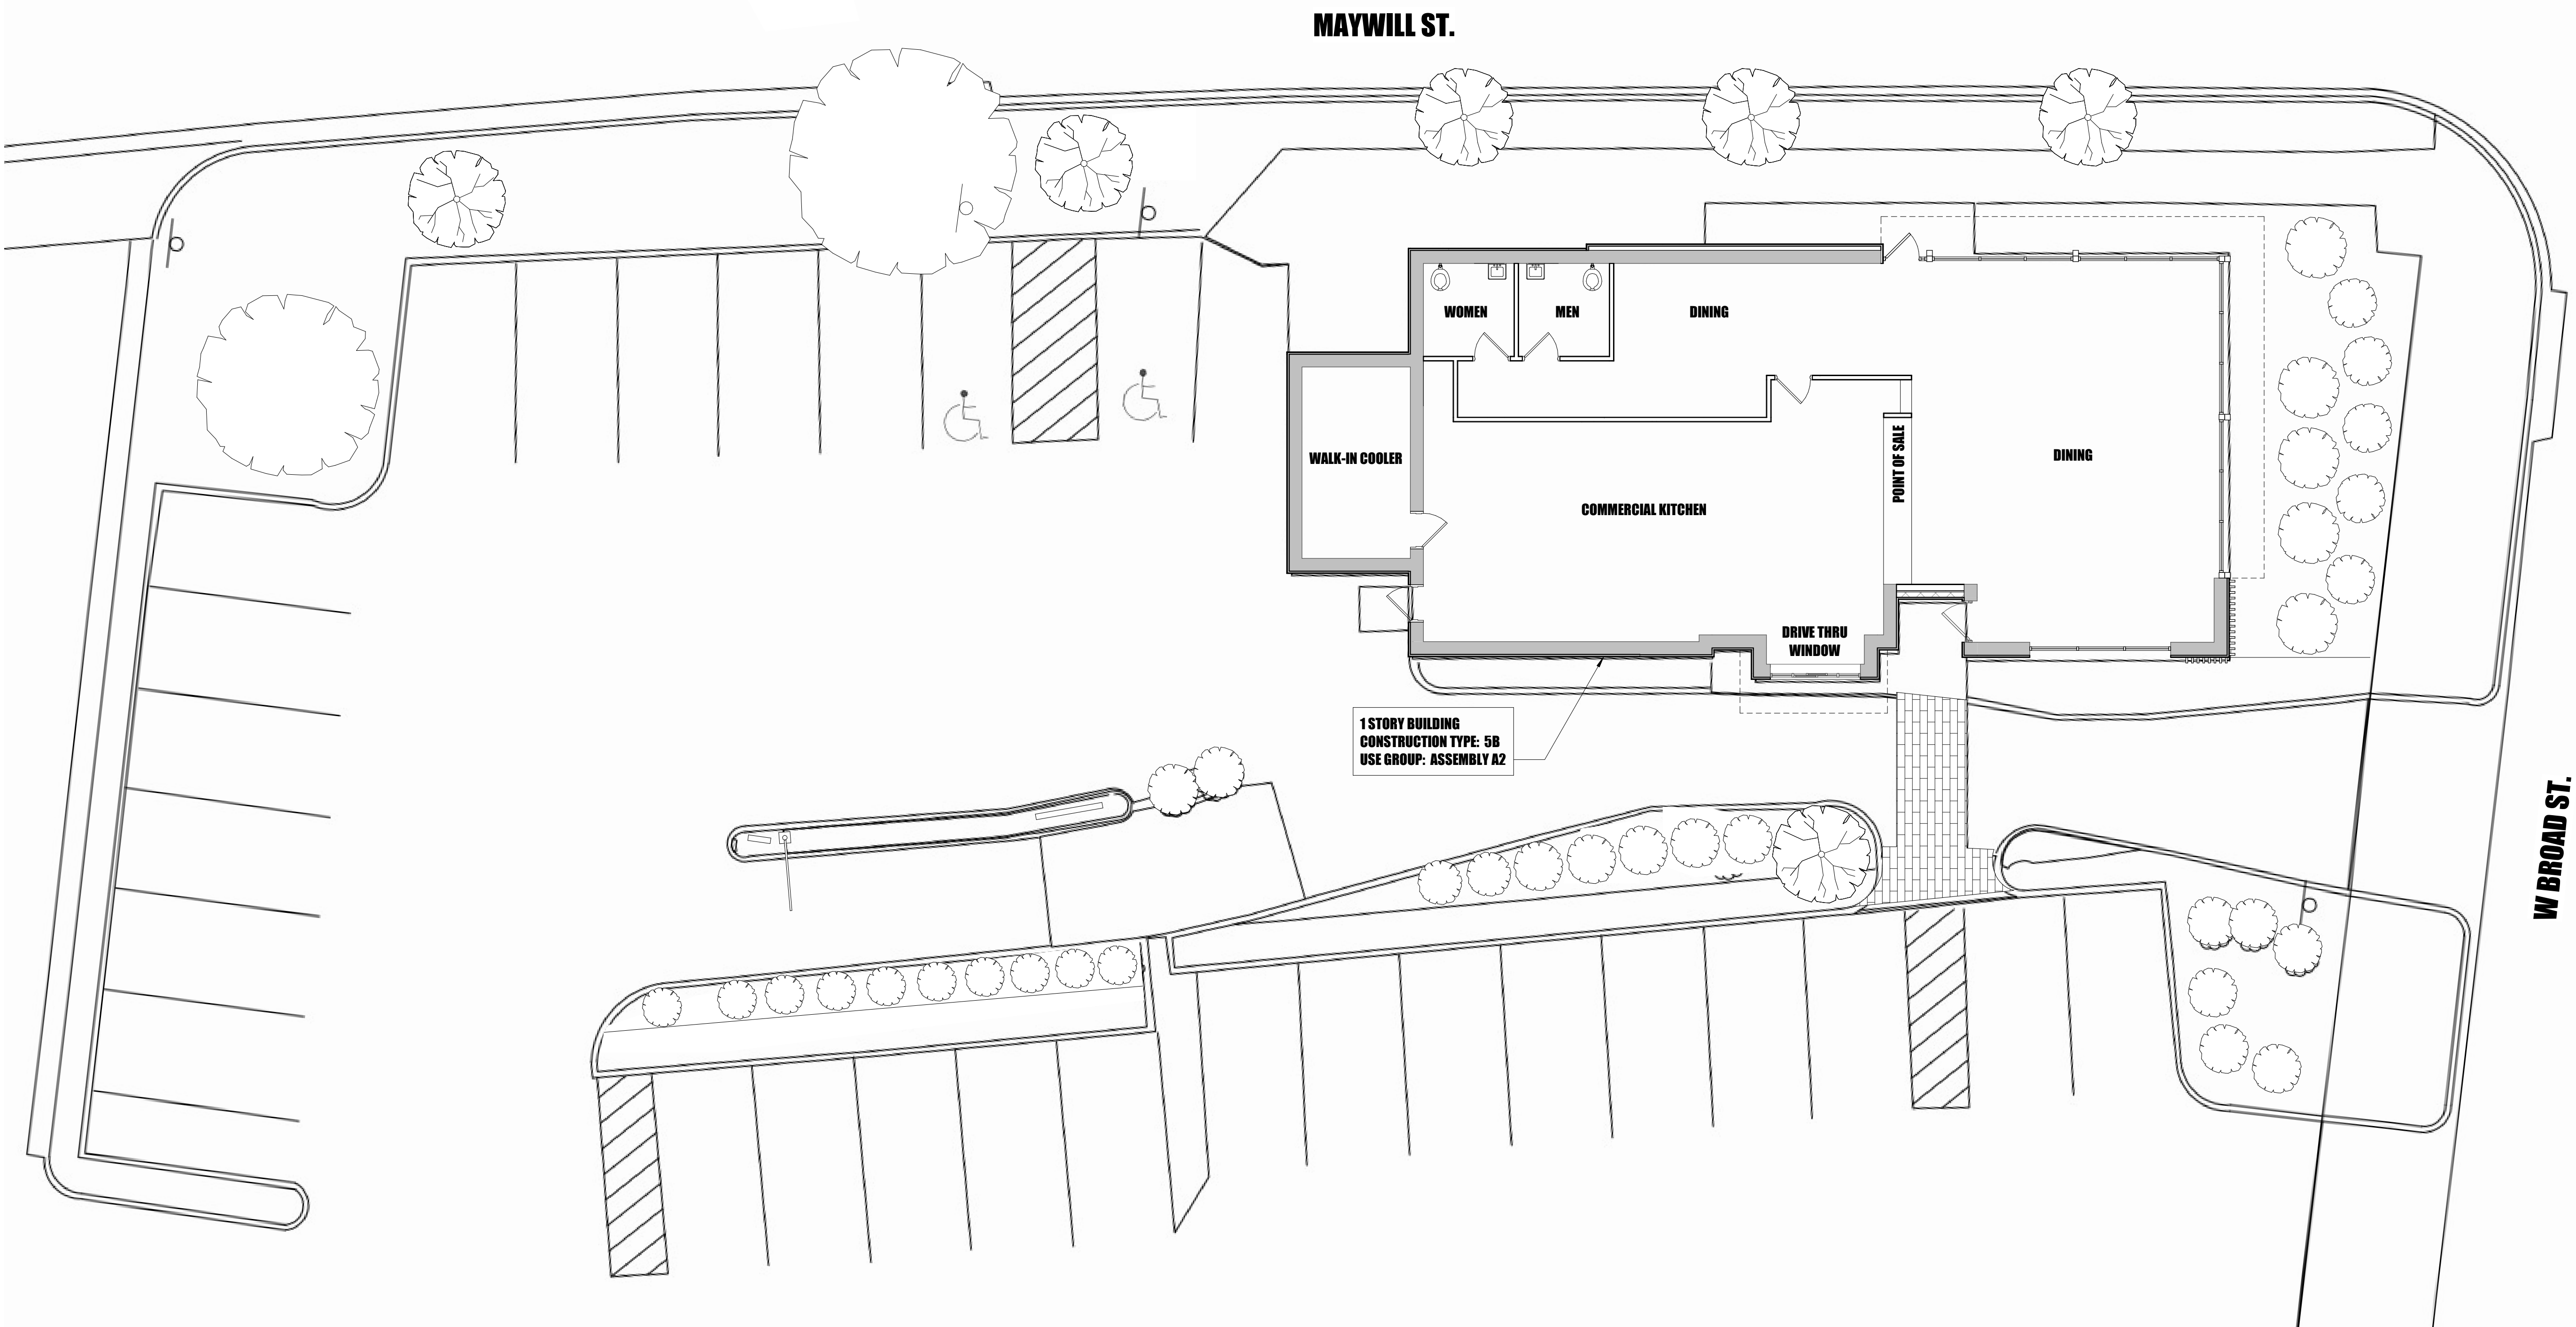 MAYWILL ST.
WOMEN
MEN
DINING
WALK-IN COOLER
POINT OF SALE
DINING
COMMERCIAL KITCHEN
DRIVE THRU
WINDOW
1 STORY BUILDING
CONSTRUCTION TYPE: 5B
USE GROUP: ASSEMBLY A2
W BROAD ST.